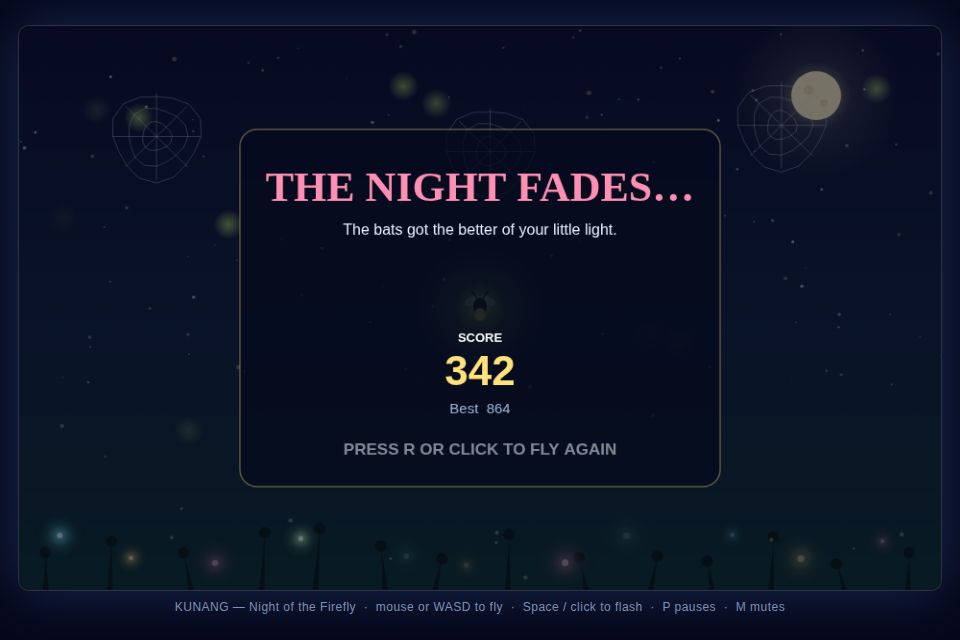 THE NIGHT FADES…
The bats got the better of your little light.
SCORE
342
Best 864
PRESS R OR CLICK TO FLY AGAIN
KUNANG — Night of the Firefly · mouse or WASD to fly · Space / click to flash · P pauses · M mutes